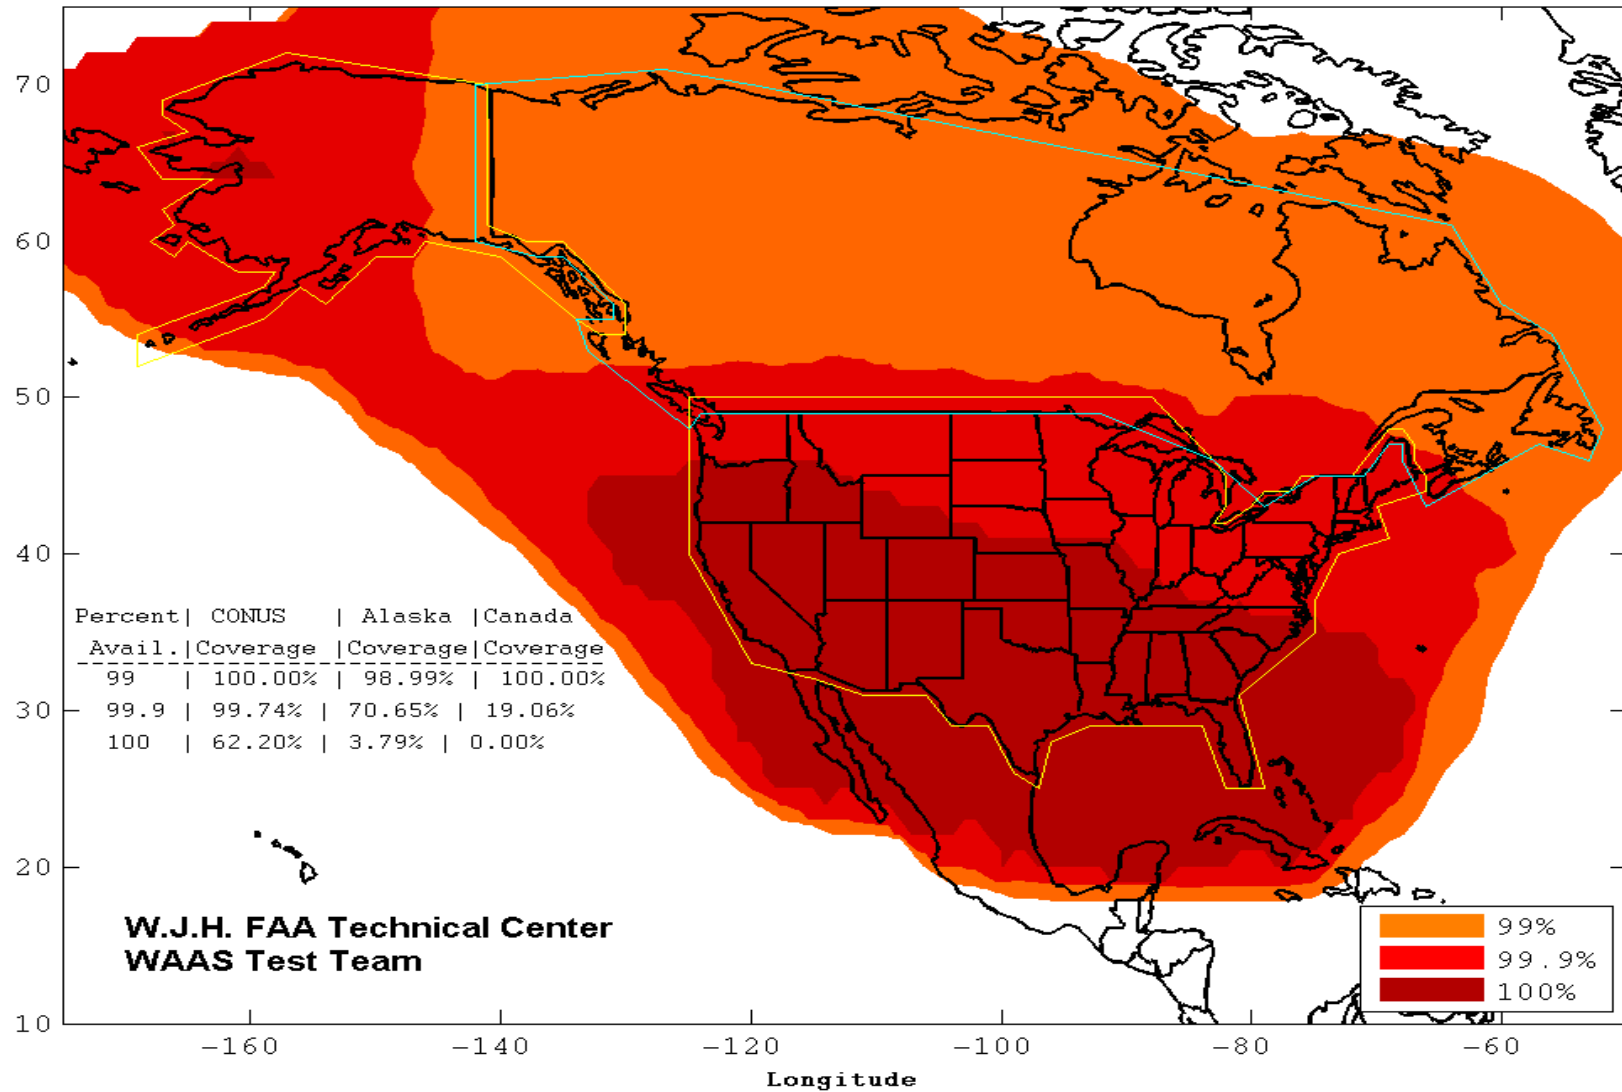 70
60
50
40
30
20
10
Percent| CONUS | Alaska |Canada
Avail.|Coverage |Coverage|Coverage
--------------------------------------
99 | 100.00% | 98.99% | 100.00%
99.9 | 99.74% | 70.65% | 19.06%
100 | 62.20% | 3.79% | 0.00%
W.J.H. FAA Technical Center
WAAS Test Team
99%
99.9%
100%
-160 -140 -120 -100 -80 -60
Longitude